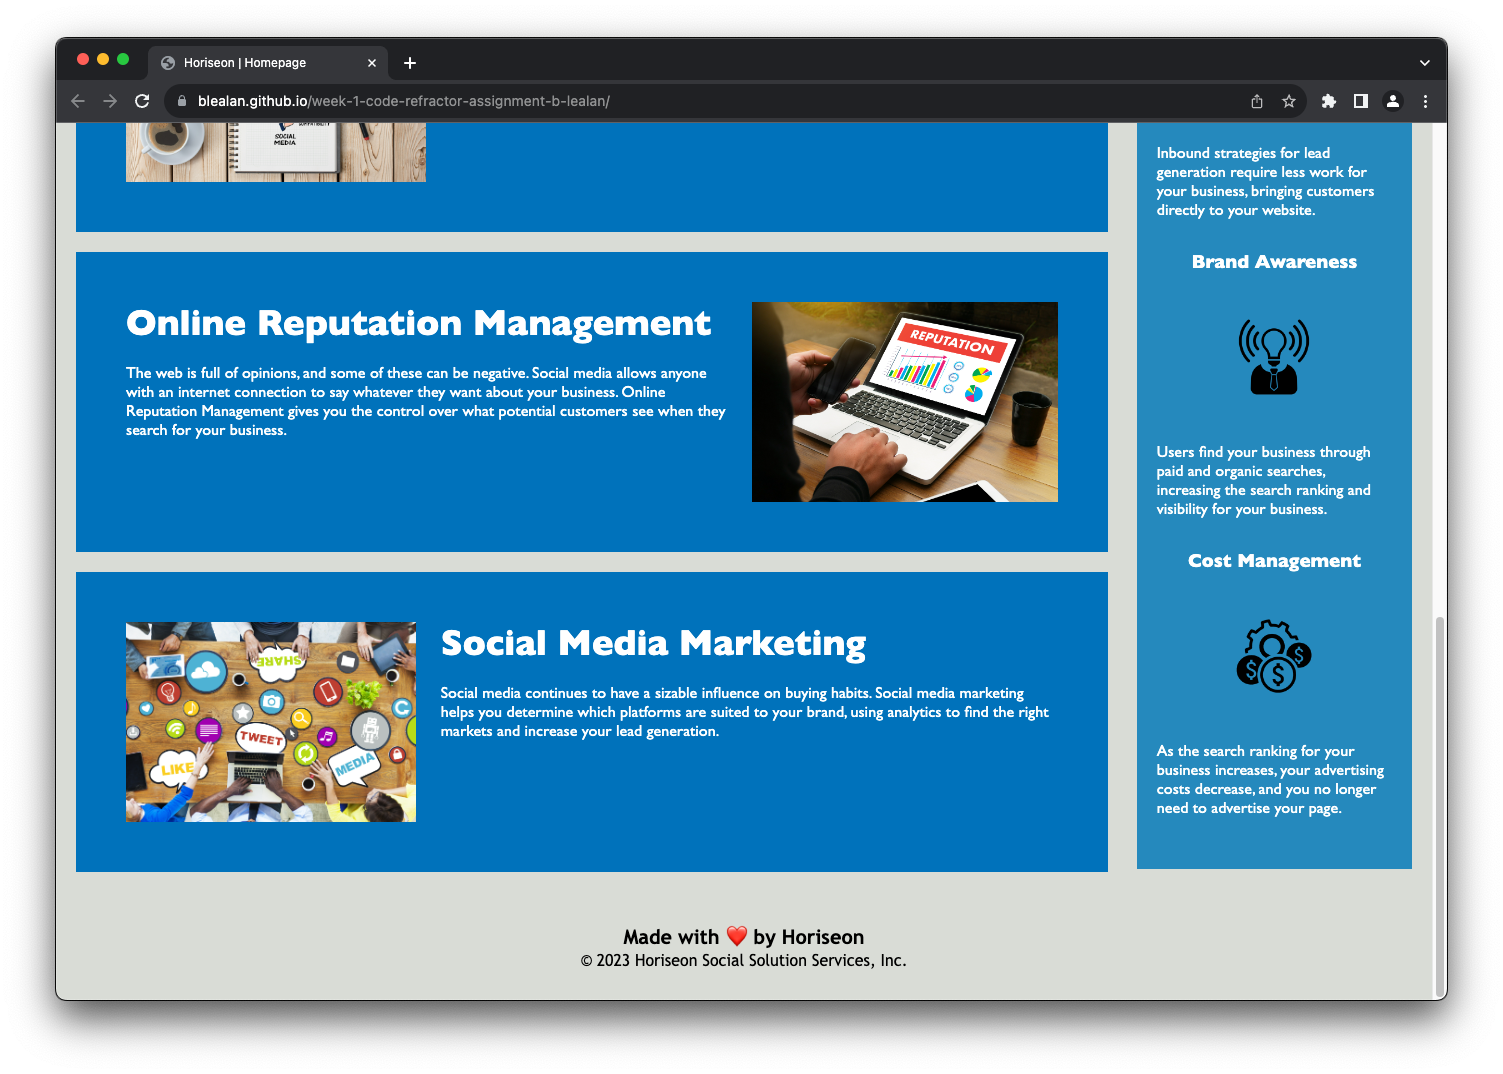 Horiseon | Homepage
blealan.github.io/week-1-code-refractor-assignment-b-lealan/
SOCIAL
MEDIA
Online Reputation Management
The web is full of opinions, and some of these can be negative. Social media allows anyone
with an internet connection to say whatever they want about your business. Online
Reputation Management gives you the control over what potential customers see when they
search for your business.
REPUTATION
SHARE
TWEET
LIKE
MEDIA
Social Media Marketing
Social media continues to have a sizable influence on buying habits. Social media marketing
helps you determine which platforms are suited to your brand, using analytics to find the right
markets and increase your lead generation.
Inbound strategies for lead
generation require less work for
your business, bringing customers
directly to your website.
Brand Awareness
Users find your business through
paid and organic searches,
increasing the search ranking and
visibility for your business.
Cost Management
$ $ $
As the search ranking for your
business increases, your advertising
costs decrease, and you no longer
need to advertise your page.
Made with ❤️ by Horiseon
© 2023 Horiseon Social Solution Services, Inc.